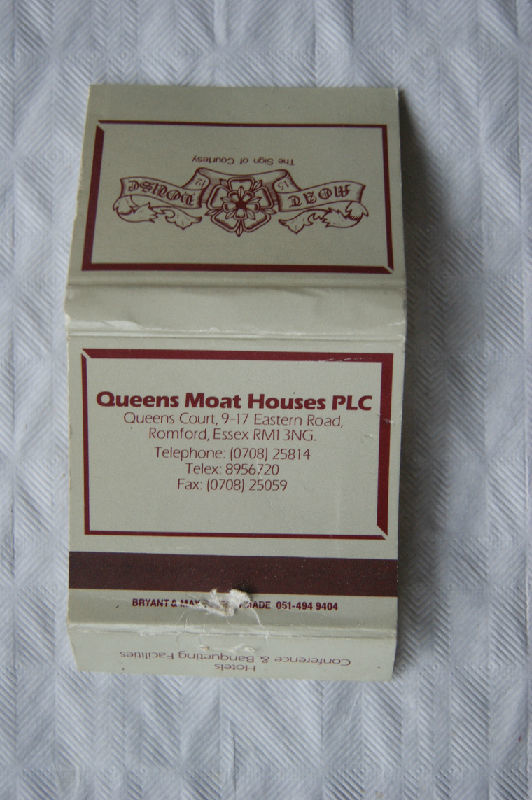 The Sign of Courtesy
MOAT HOUSE
Queens Moat Houses PLC
Queens Court, 9-17 Eastern Road,
Romford, Essex RM1 3NG.
Telephone: (0708) 25814
Telex: 8956720
Fax: (0708) 25059
BRYANT & 051-494 9404
Hotels
Conference & Banqueting Facilities